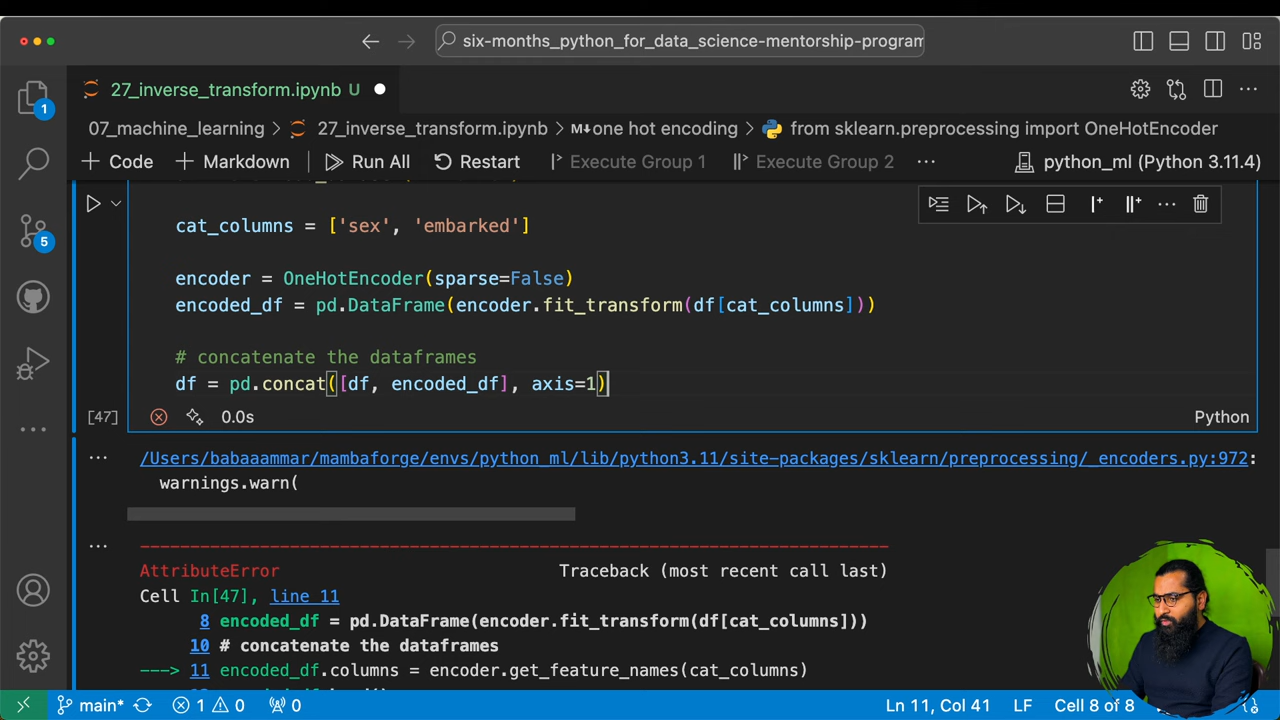 six-months_python_for_data_science-mentorship-program
27_inverse_transform.ipynb U
07_machine_learning > 27_inverse_transform.ipynb > M↓one hot encoding > from sklearn.preprocessing import OneHotEncoder
+ Code + Markdown Run All Restart Execute Group 1 Execute Group 2 ... python_ml (Python 3.11.4)
1
cat_columns = ['sex', 'embarked']
5
encoder = OneHotEncoder(sparse=False)
encoded_df = pd.DataFrame(encoder.fit_transform(df[cat_columns]))
# concatenate the dataframes
df = pd.concat([df, encoded_df], axis=1)
[47] 0.0s Python
... /Users/babaaammar/mambaforge/envs/python_ml/lib/python3.11/site-packages/sklearn/preprocessing/_encoders.py:972:
warnings.warn(
...
---------------------------------------------------------------------------
AttributeError Traceback (most recent call last)
Cell In[47], line 11
8 encoded_df = pd.DataFrame(encoder.fit_transform(df[cat_columns]))
10 # concatenate the dataframes
---> 11 encoded_df.columns = encoder.get_feature_names(cat_columns)
main* 1 0 0 Ln 11, Col 41 LF Cell 8 of 8